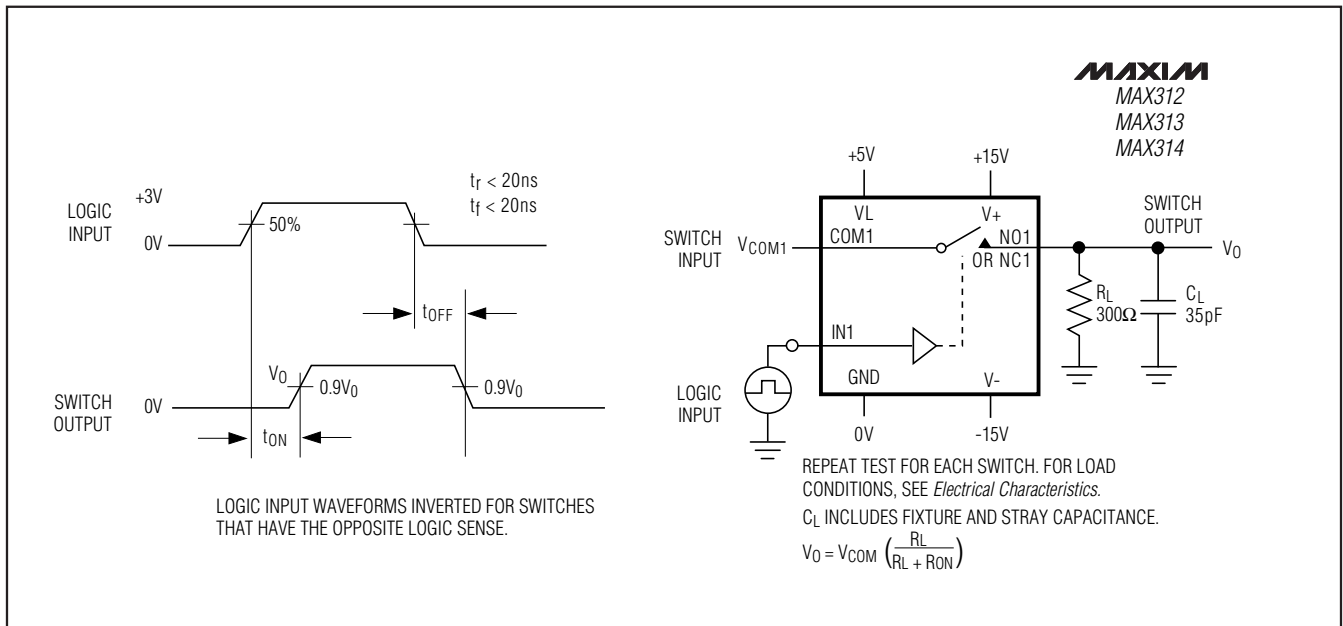 MAXIM
MAX312
MAX313
MAX314
LOGIC
INPUT
+3V
0V
50%
tr < 20ns
tf < 20ns
tOFF
SWITCH
OUTPUT
0V
VO
0.9V0
0.9V0
tON
LOGIC INPUT WAVEFORMS INVERTED FOR SWITCHES
THAT HAVE THE OPPOSITE LOGIC SENSE.
+5V
+15V
VL
V+
SWITCH
INPUT
VCOM1
COM1
NO1
OR NC1
SWITCH
OUTPUT
VO
RL
300Ω
CL
35pF
IN1
LOGIC
INPUT
GND
V-
0V
-15V
REPEAT TEST FOR EACH SWITCH. FOR LOAD
CONDITIONS, SEE Electrical Characteristics.
CL INCLUDES FIXTURE AND STRAY CAPACITANCE.
VO = VCOM (RL / RL + RON)